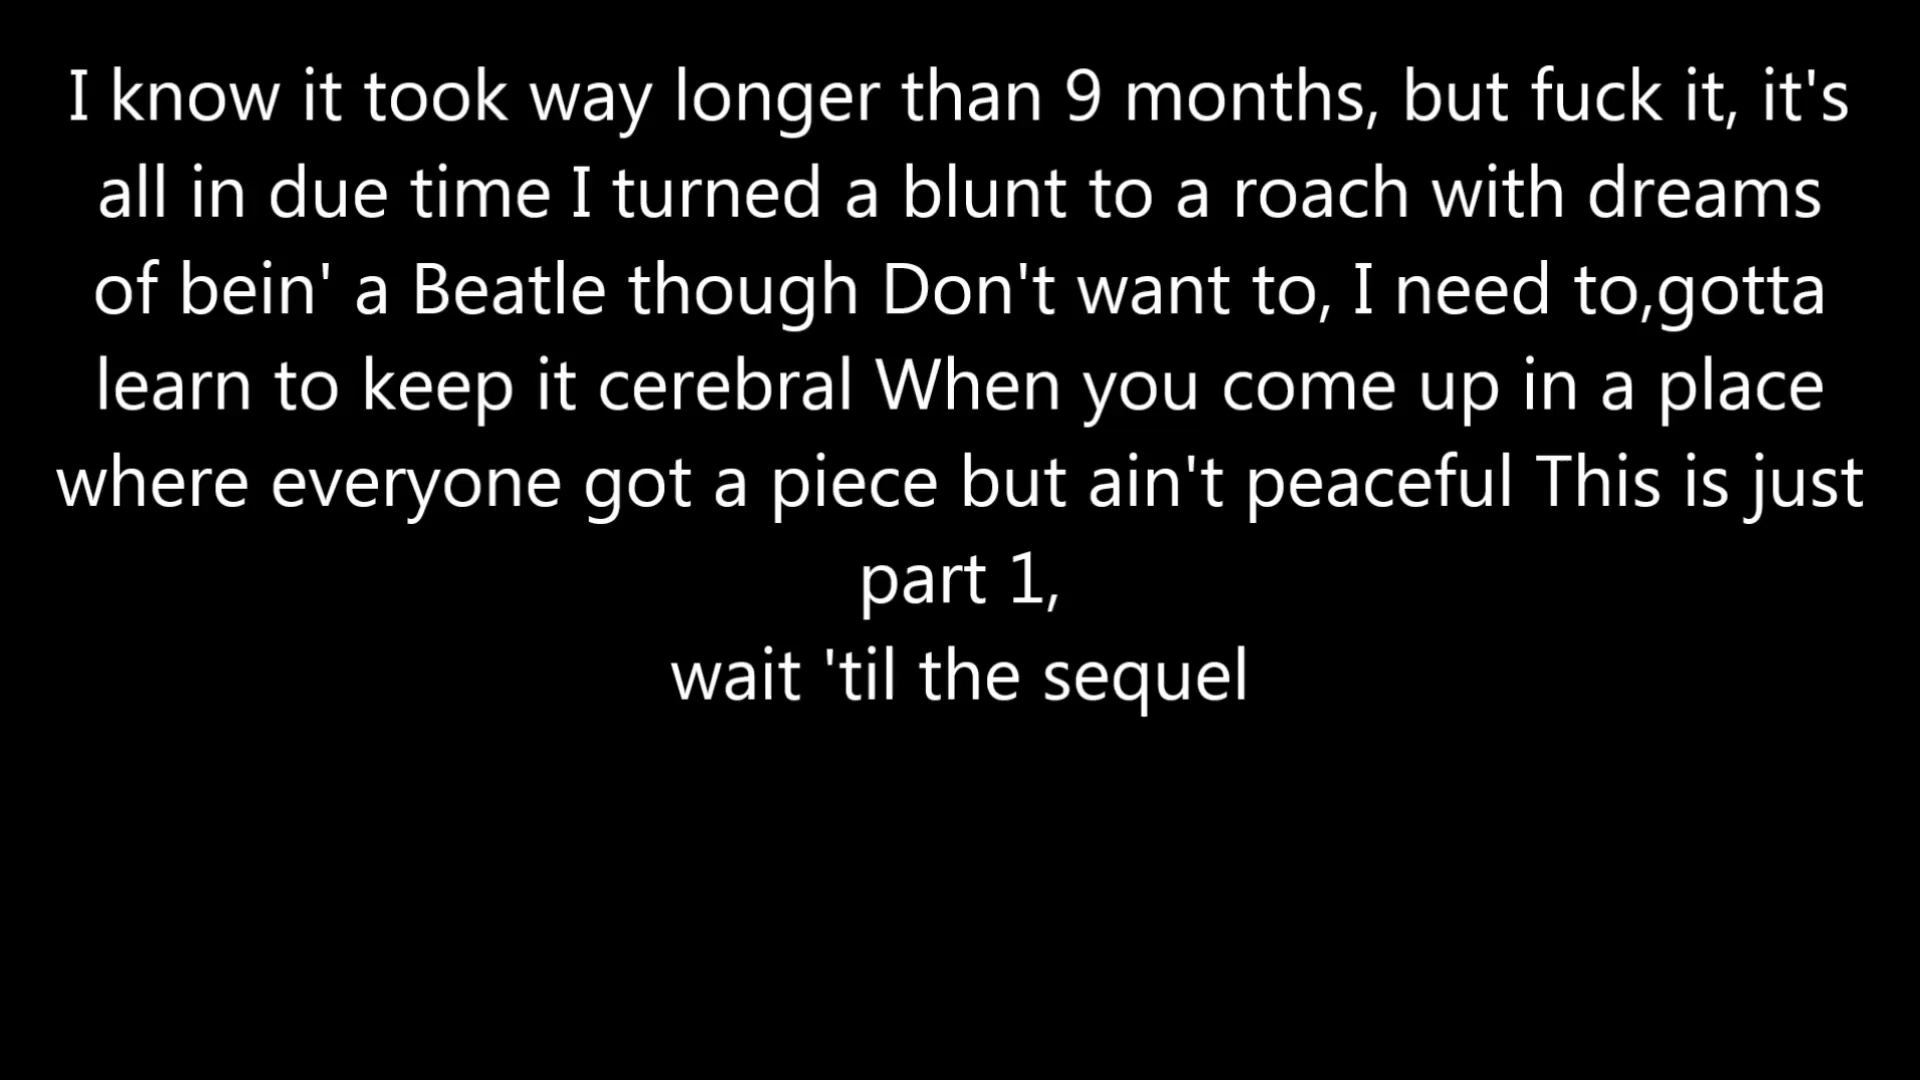 I know it took way longer than 9 months, but fuck it, it's
all in due time I turned a blunt to a roach with dreams
of bein' a Beatle though Don't want to, I need to,gotta
learn to keep it cerebral When you come up in a place
where everyone got a piece but ain't peaceful This is just
part 1,
wait 'til the sequel